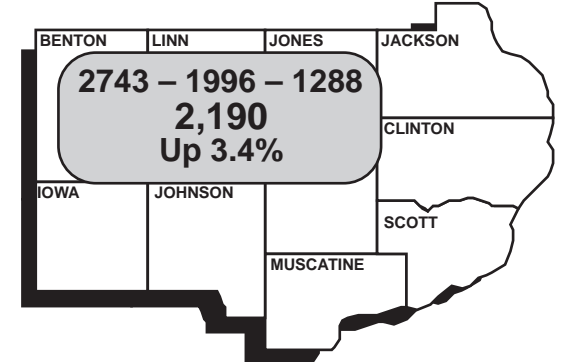 BENTON LINN JONES JACKSON
2743 – 1996 – 1288
2,190
Up 3.4%
CLINTON
IOWA JOHNSON
SCOTT
MUSCATINE